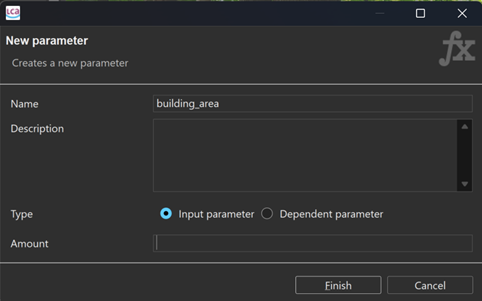 LCA
New parameter
Creates a new parameter
fx
Name
building_area
Description
Type
Input parameter
Dependent parameter
Amount
Finish
Cancel